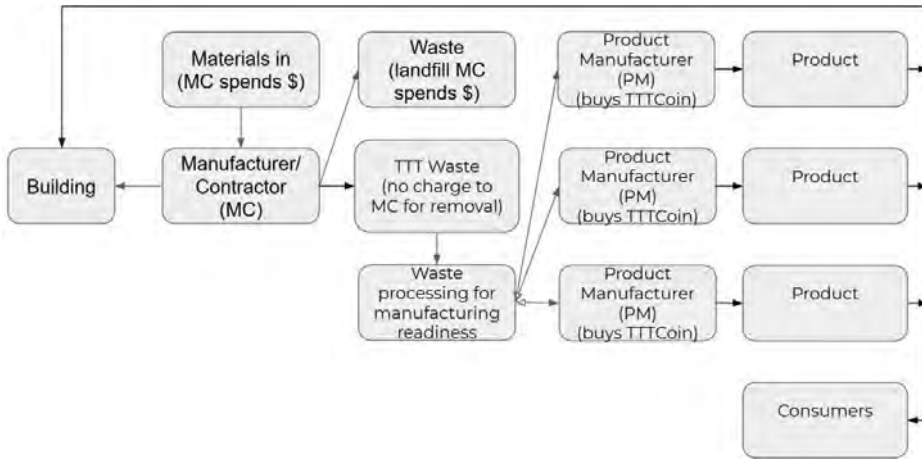 Materials in
(MC spends $)
Waste
(landfill MC
spends $)
Product
Manufacturer
(PM)
(buys TTTCoin)
Product
Building
Manufacturer/
Contractor
(MC)
TTT Waste
(no charge to
MC for removal)
Product
Manufacturer
(PM)
(buys TTTCoin)
Product
Waste
processing for
manufacturing
readiness
Product
Manufacturer
(PM)
(buys TTTCoin)
Product
Consumers